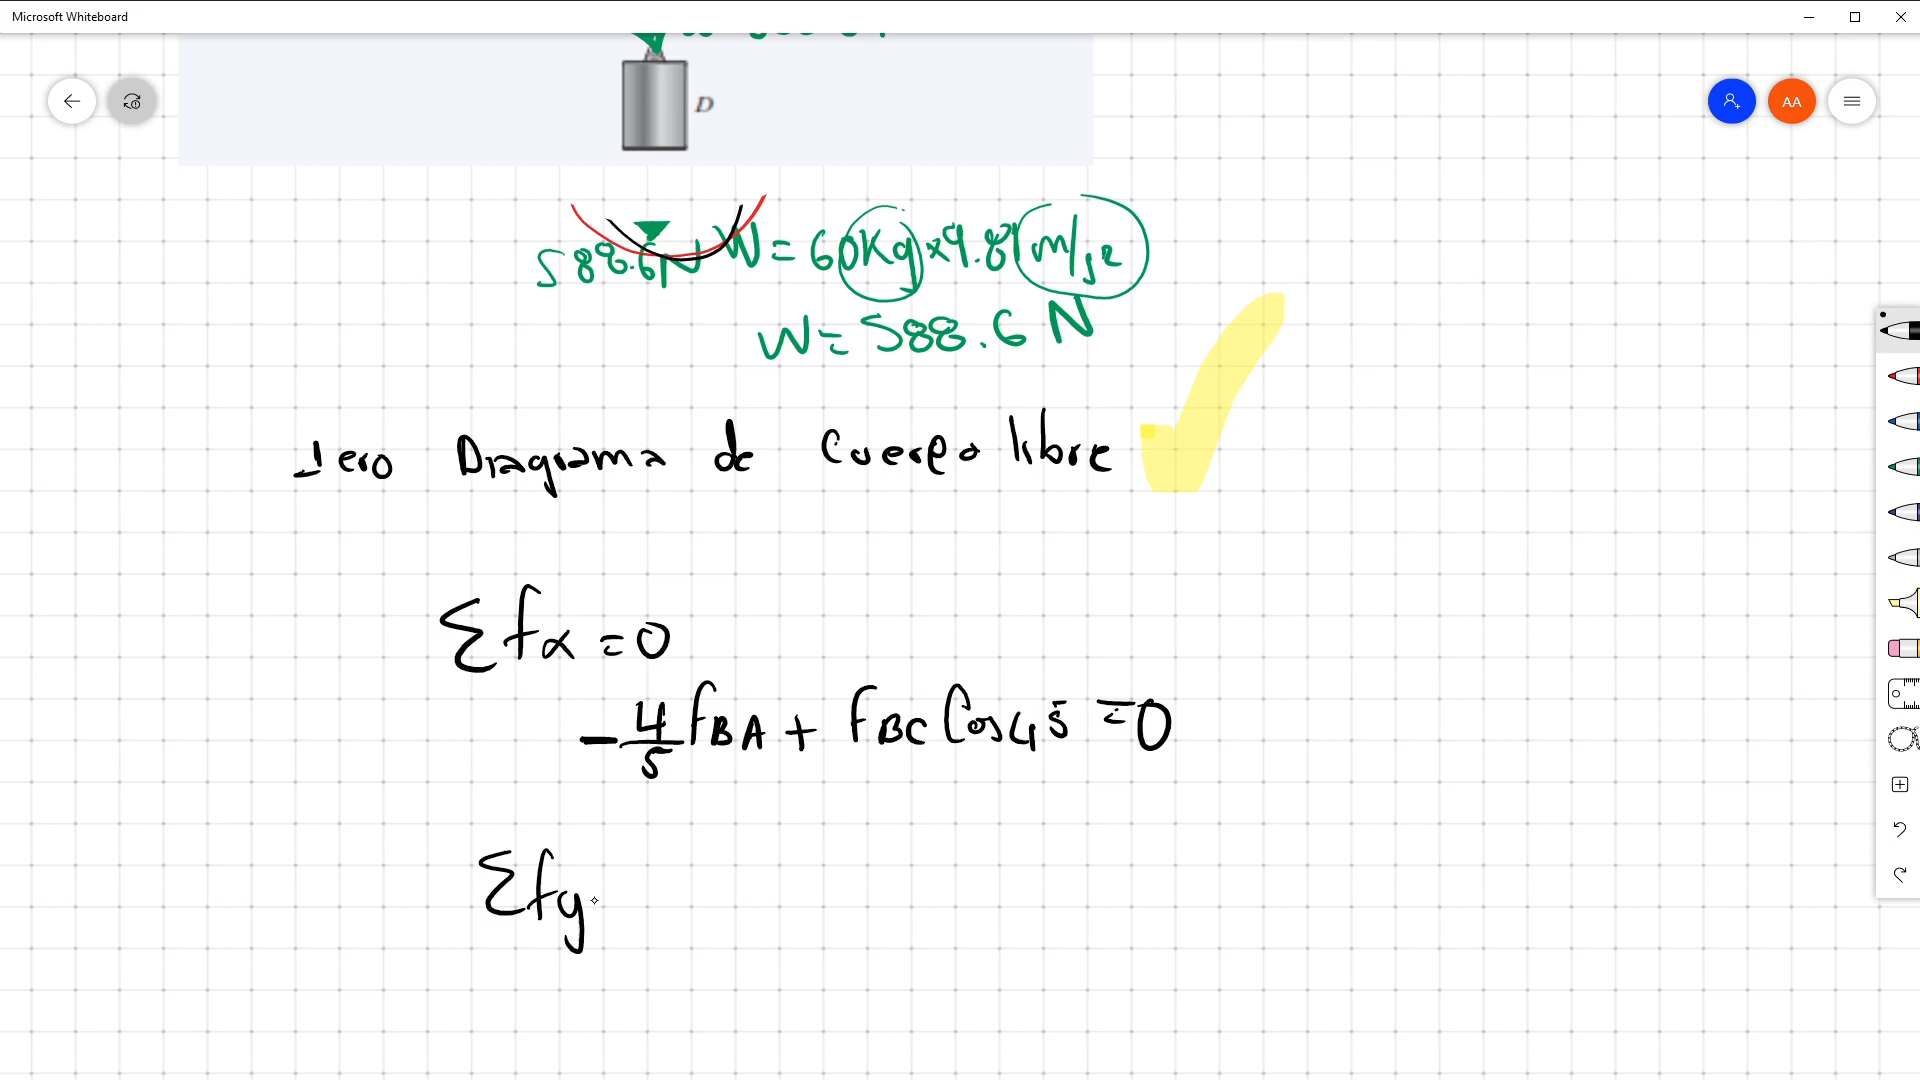 Microsoft Whiteboard
AA
D
588.6N W = 60Kg x 9.81 m/se
W = 588.6 N
1ero Diagrama de Cuerpo libre
Σfx = 0
- 4/5 fBA + fBC Cos45 = 0
Σfy